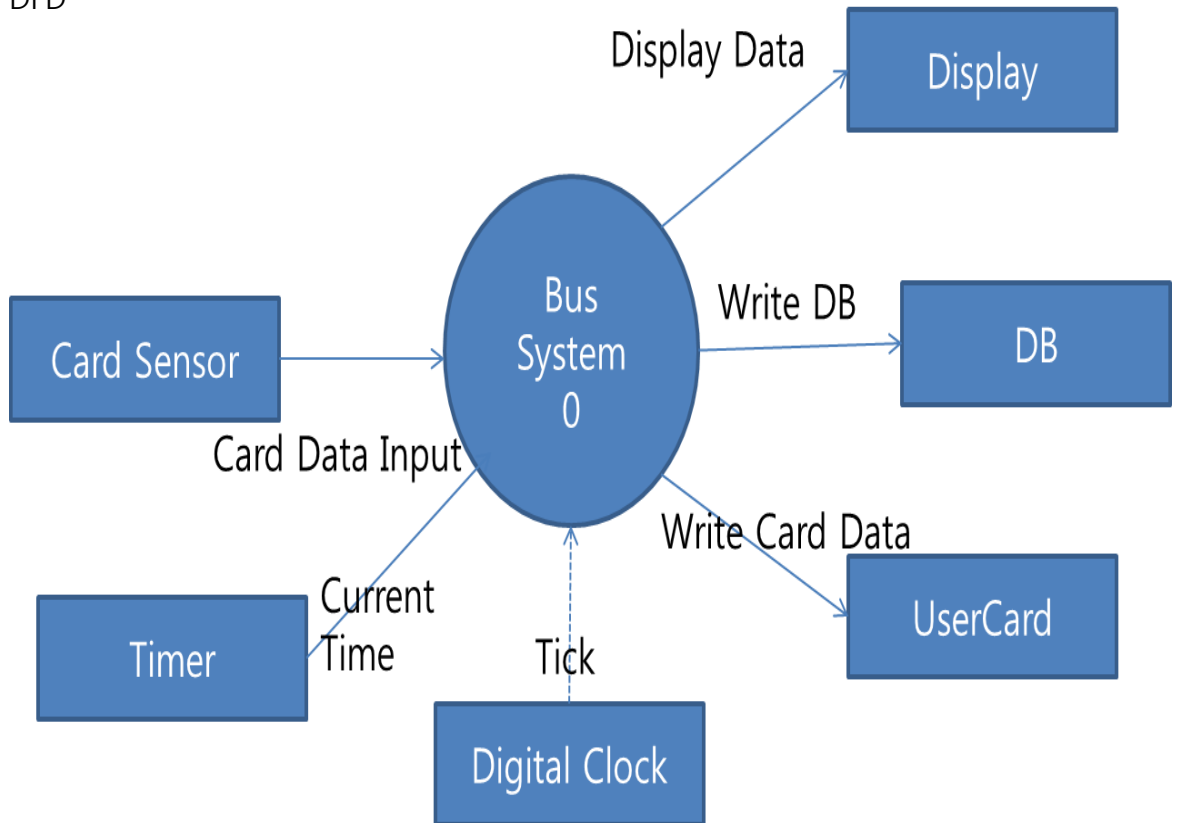 DFD
Display Data
Display
Bus
System
0
Write DB
DB
Card Sensor
Card Data Input
Write Card Data
UserCard
Current
Time
Timer
Tick
Digital Clock